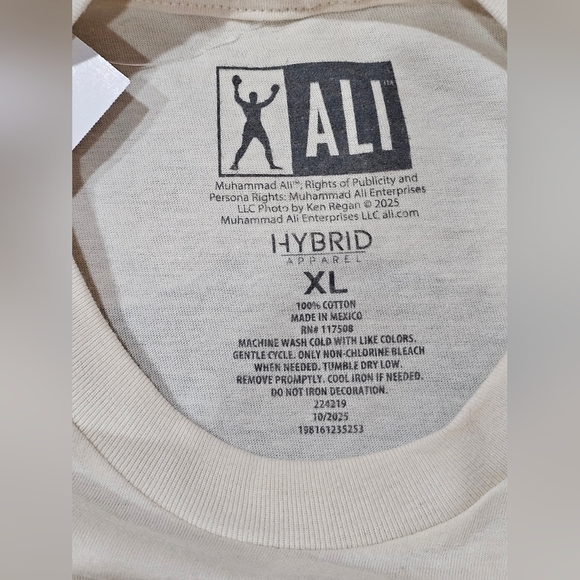 ALI™
Muhammad Ali™; Rights of Publicity and
Persona Rights: Muhammad Ali Enterprises
LLC Photo by Ken Regan © 2025
Muhammad Ali Enterprises LLC ali.com
HYBRID
APPAREL
XL
100% COTTON
MADE IN MEXICO
RN# 117508
MACHINE WASH COLD WITH LIKE COLORS.
GENTLE CYCLE. ONLY NON-CHLORINE BLEACH
WHEN NEEDED. TUMBLE DRY LOW.
REMOVE PROMPTLY. COOL IRON IF NEEDED.
DO NOT IRON DECORATION.
224219
10/2025
198161235253